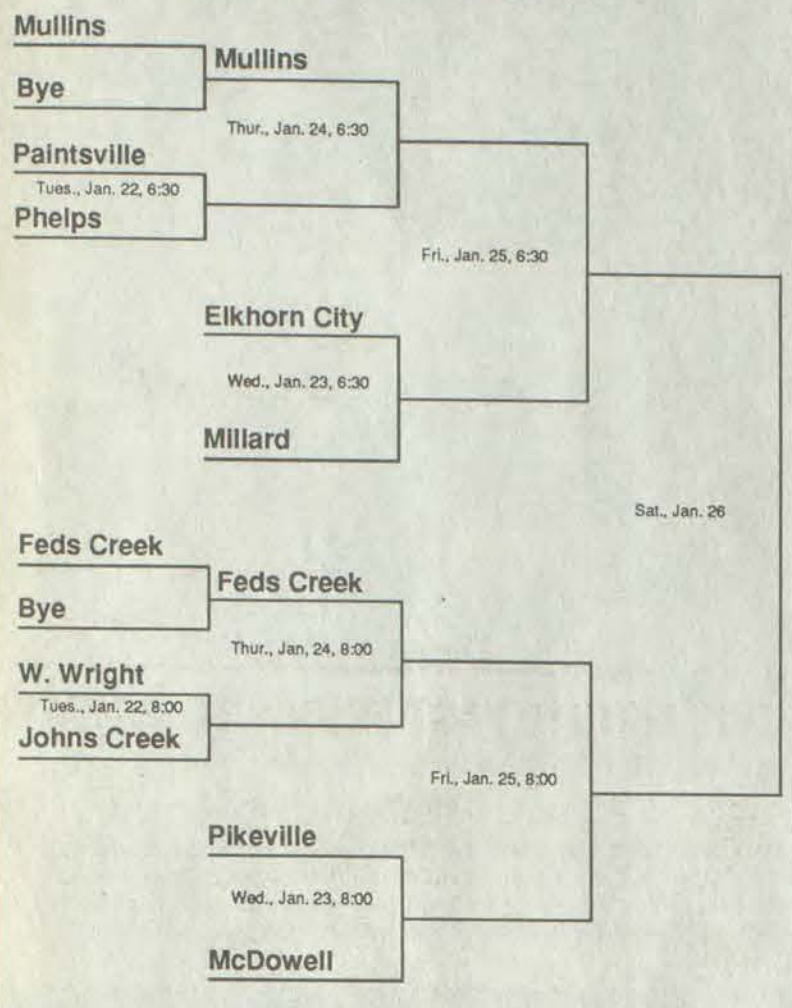 Mullins
Mullins
Bye
Thur., Jan. 24, 6:30
Paintsville
Tues., Jan. 22, 6:30
Phelps
Fri., Jan. 25, 6:30
Elkhorn City
Wed., Jan. 23, 6:30
Millard
Sat., Jan. 26
Feds Creek
Feds Creek
Bye
Thur., Jan, 24, 8:00
W. Wright
Tues., Jan. 22, 8:00
Johns Creek
Fri., Jan. 25, 8:00
Pikeville
Wed., Jan. 23, 8:00
McDowell